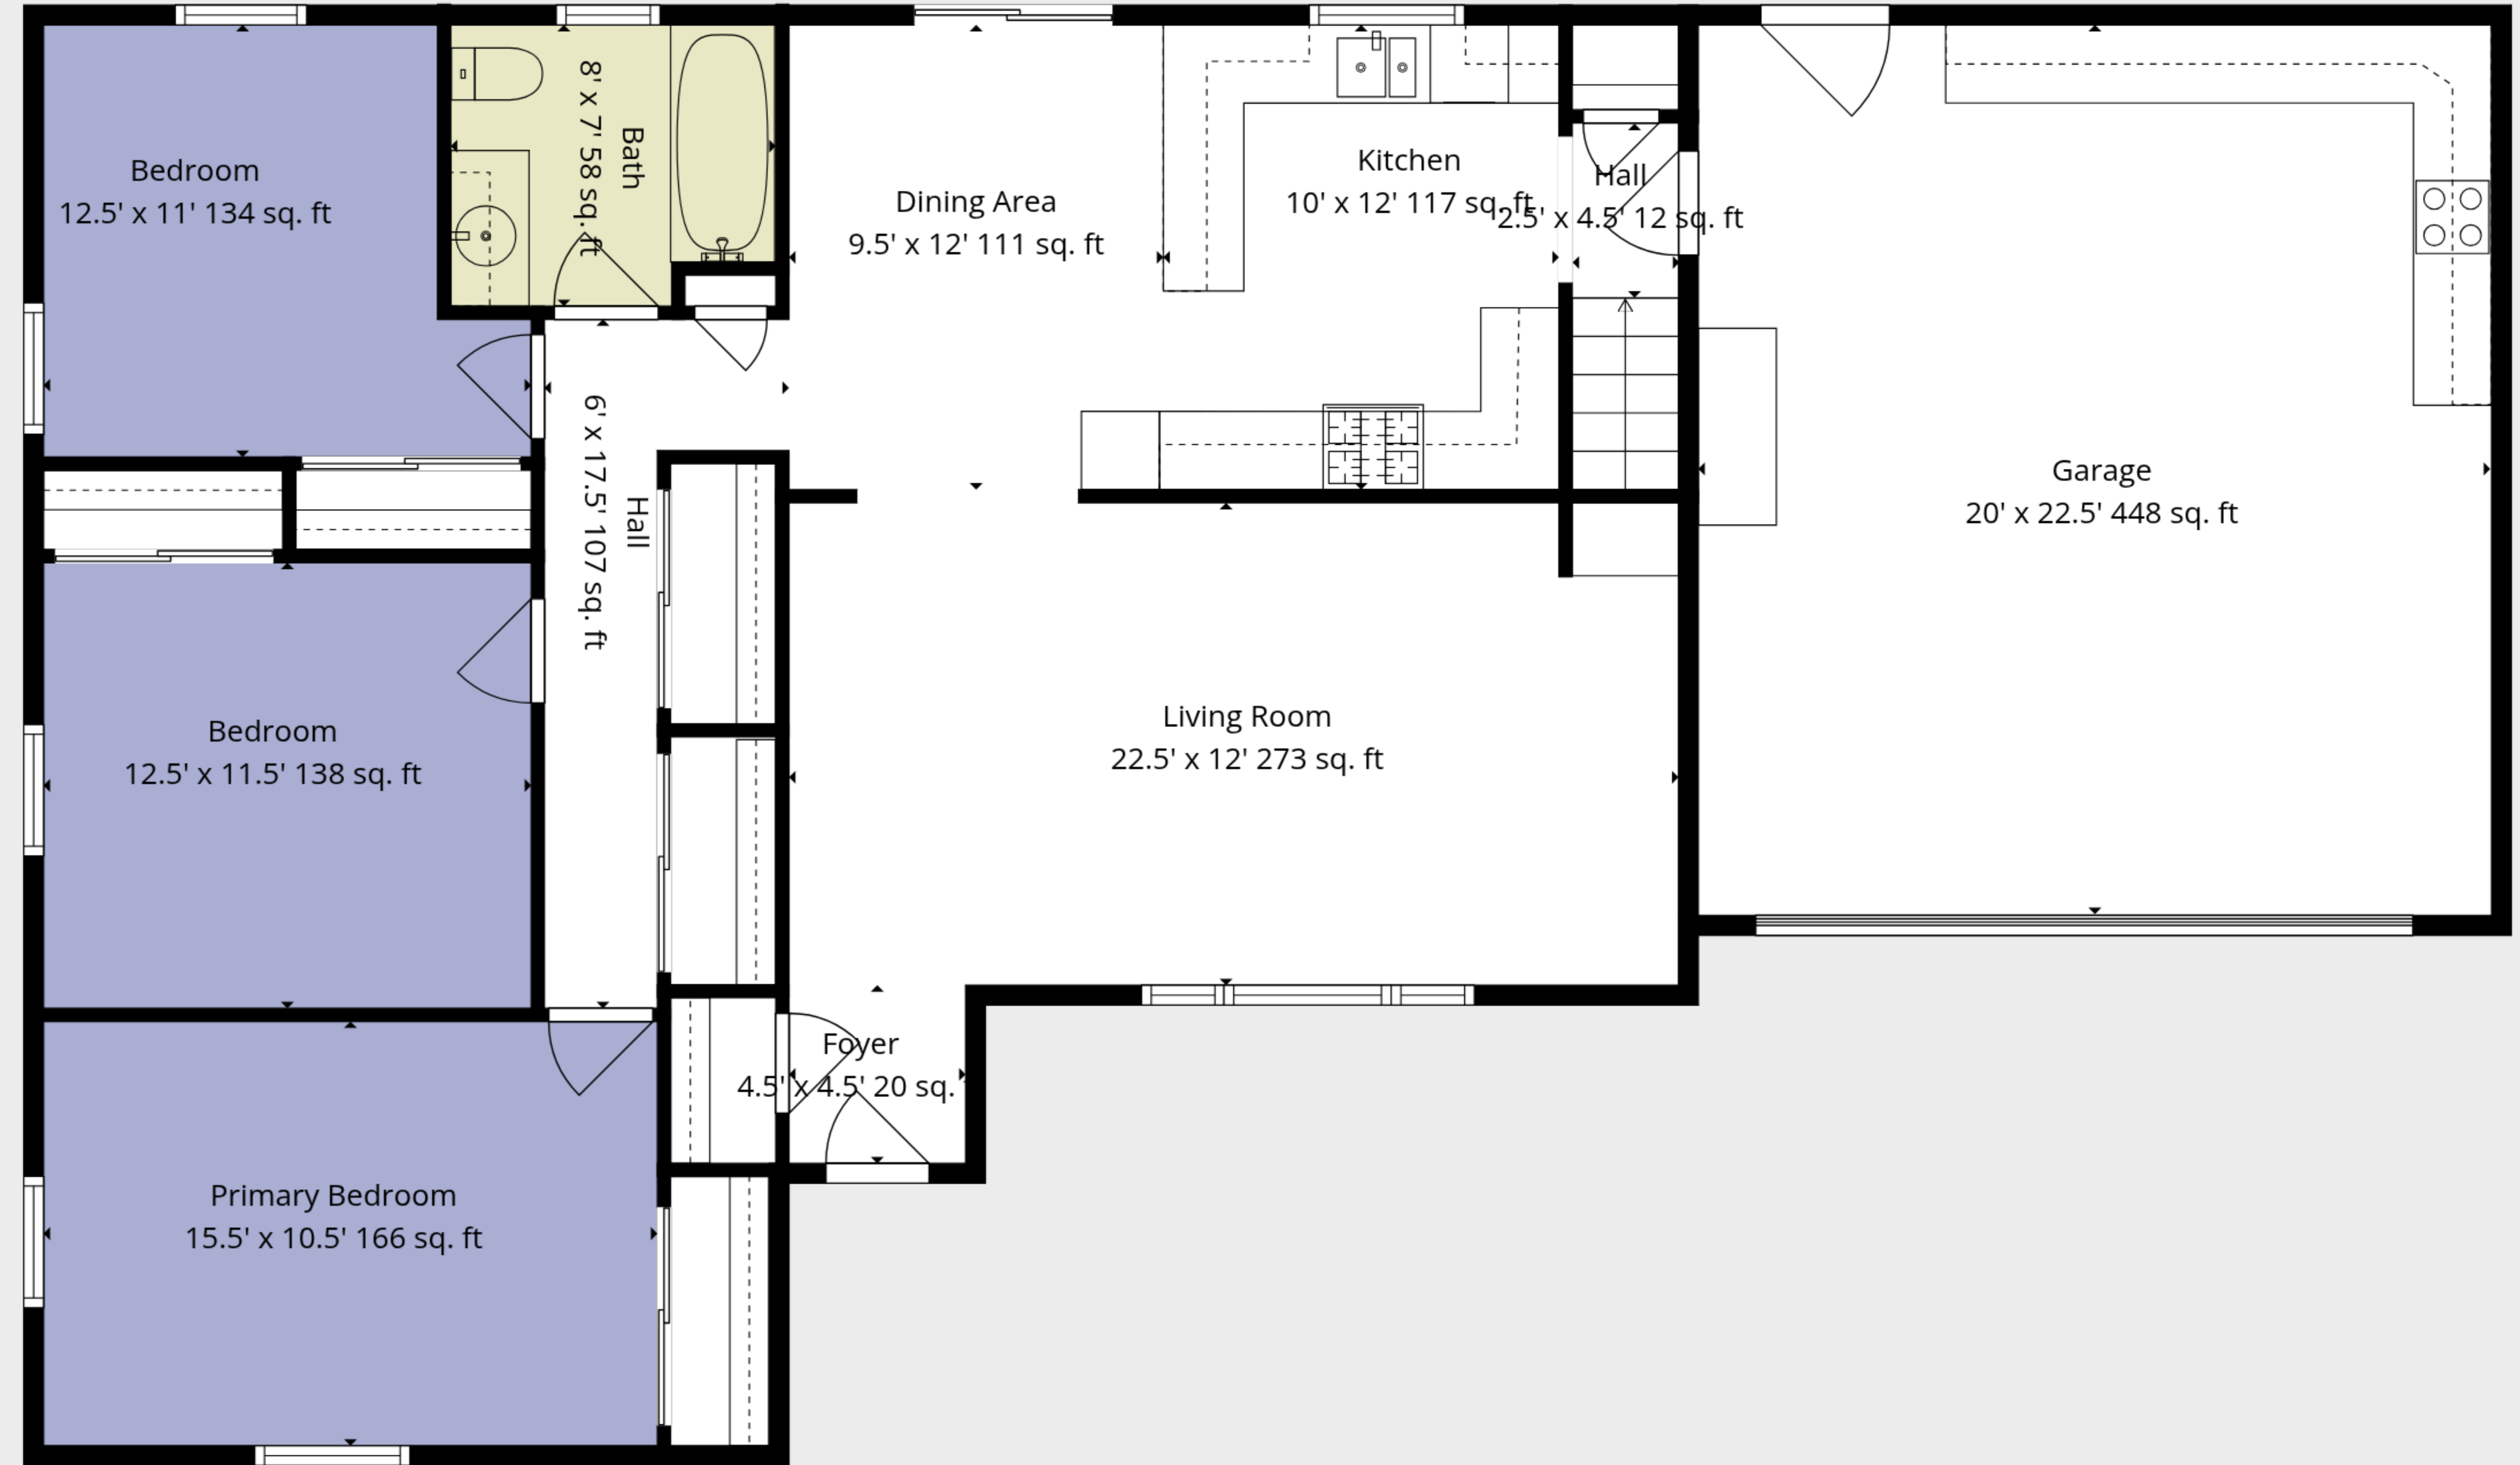 Bedroom
12.5' x 11' 134 sq. ft
Bath
8' x 7' 58 sq. ft
Dining Area
9.5' x 12' 111 sq. ft
Kitchen
10' x 12' 117 sq. ft
Hall
2.5' x 4.5' 12 sq. ft
Garage
20' x 22.5' 448 sq. ft
Hall
6' x 17.5' 107 sq. ft
Bedroom
12.5' x 11.5' 138 sq. ft
Living Room
22.5' x 12' 273 sq. ft
Foyer
4.5' x 4.5' 20 sq.
Primary Bedroom
15.5' x 10.5' 166 sq. ft